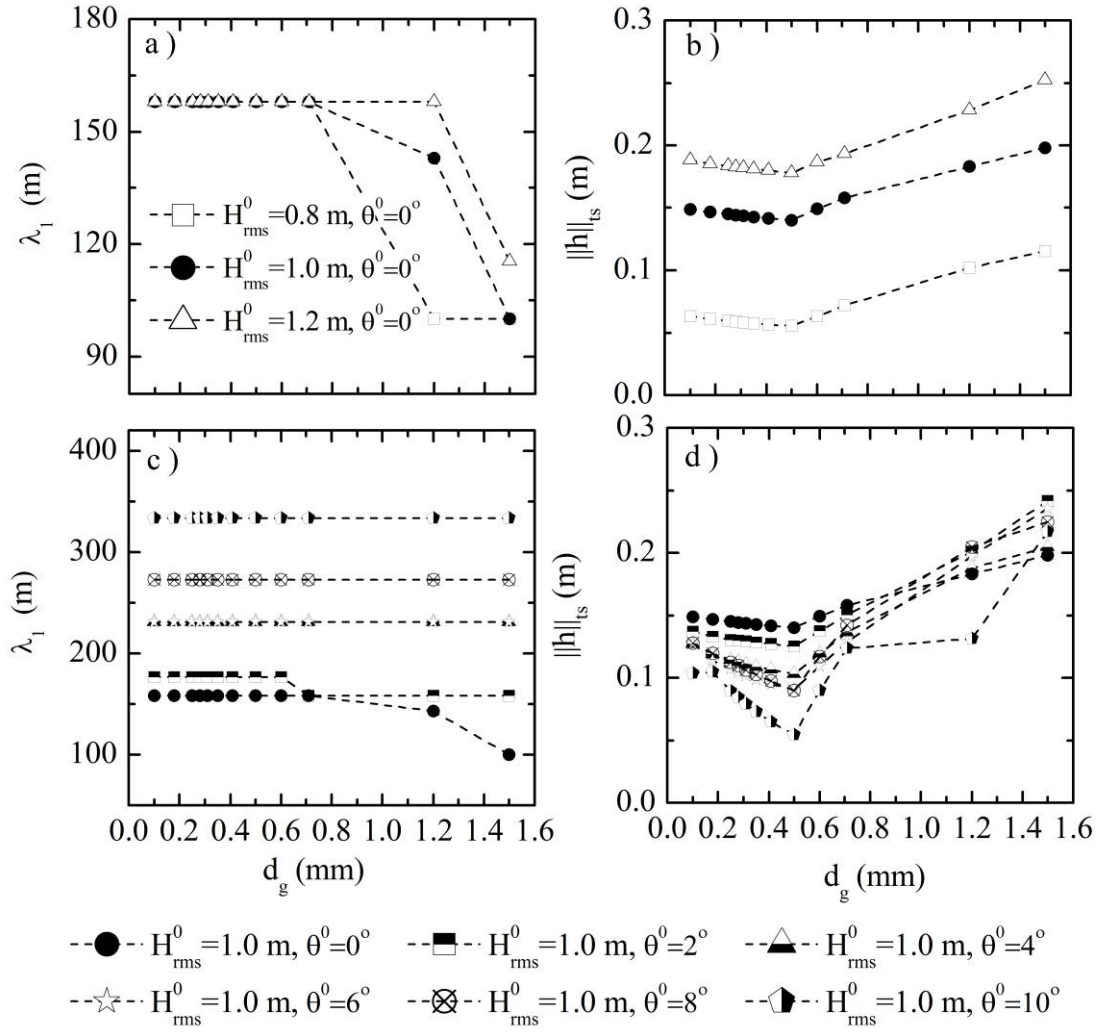 180
150
120
90
λ₁ (m)
a )
H⁰rms=0.8 m, θ⁰=0°
H⁰rms=1.0 m, θ⁰=0°
H⁰rms=1.2 m, θ⁰=0°
0.3
0.2
0.1
0.0
||h||ts (m)
b )
400
300
200
100
λ₁ (m)
c )
0.0 0.2 0.4 0.6 0.8 1.0 1.2 1.4 1.6
dg (mm)
0.3
0.2
0.1
0.0
||h||ts (m)
d )
0.0 0.2 0.4 0.6 0.8 1.0 1.2 1.4 1.6
dg (mm)
H⁰rms=1.0 m, θ⁰=0° H⁰rms=1.0 m, θ⁰=2° H⁰rms=1.0 m, θ⁰=4°
H⁰rms=1.0 m, θ⁰=6° H⁰rms=1.0 m, θ⁰=8° H⁰rms=1.0 m, θ⁰=10°